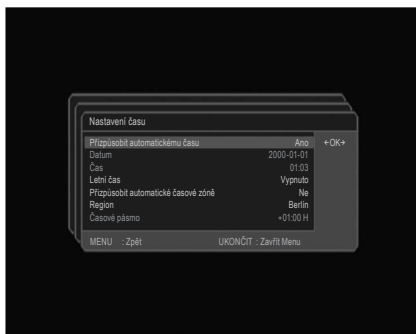 Nastavení času
Přizpůsobit automatickému času Ano ←OK→
Datum 2000-01-01
Čas 01:03
Letní čas Vypnuto
Přizpůsobit automatické časové zóně Ne
Region Berlin
Časové pásmo +01:00 H
MENU : Zpět UKONČIT : Zavřít Menu